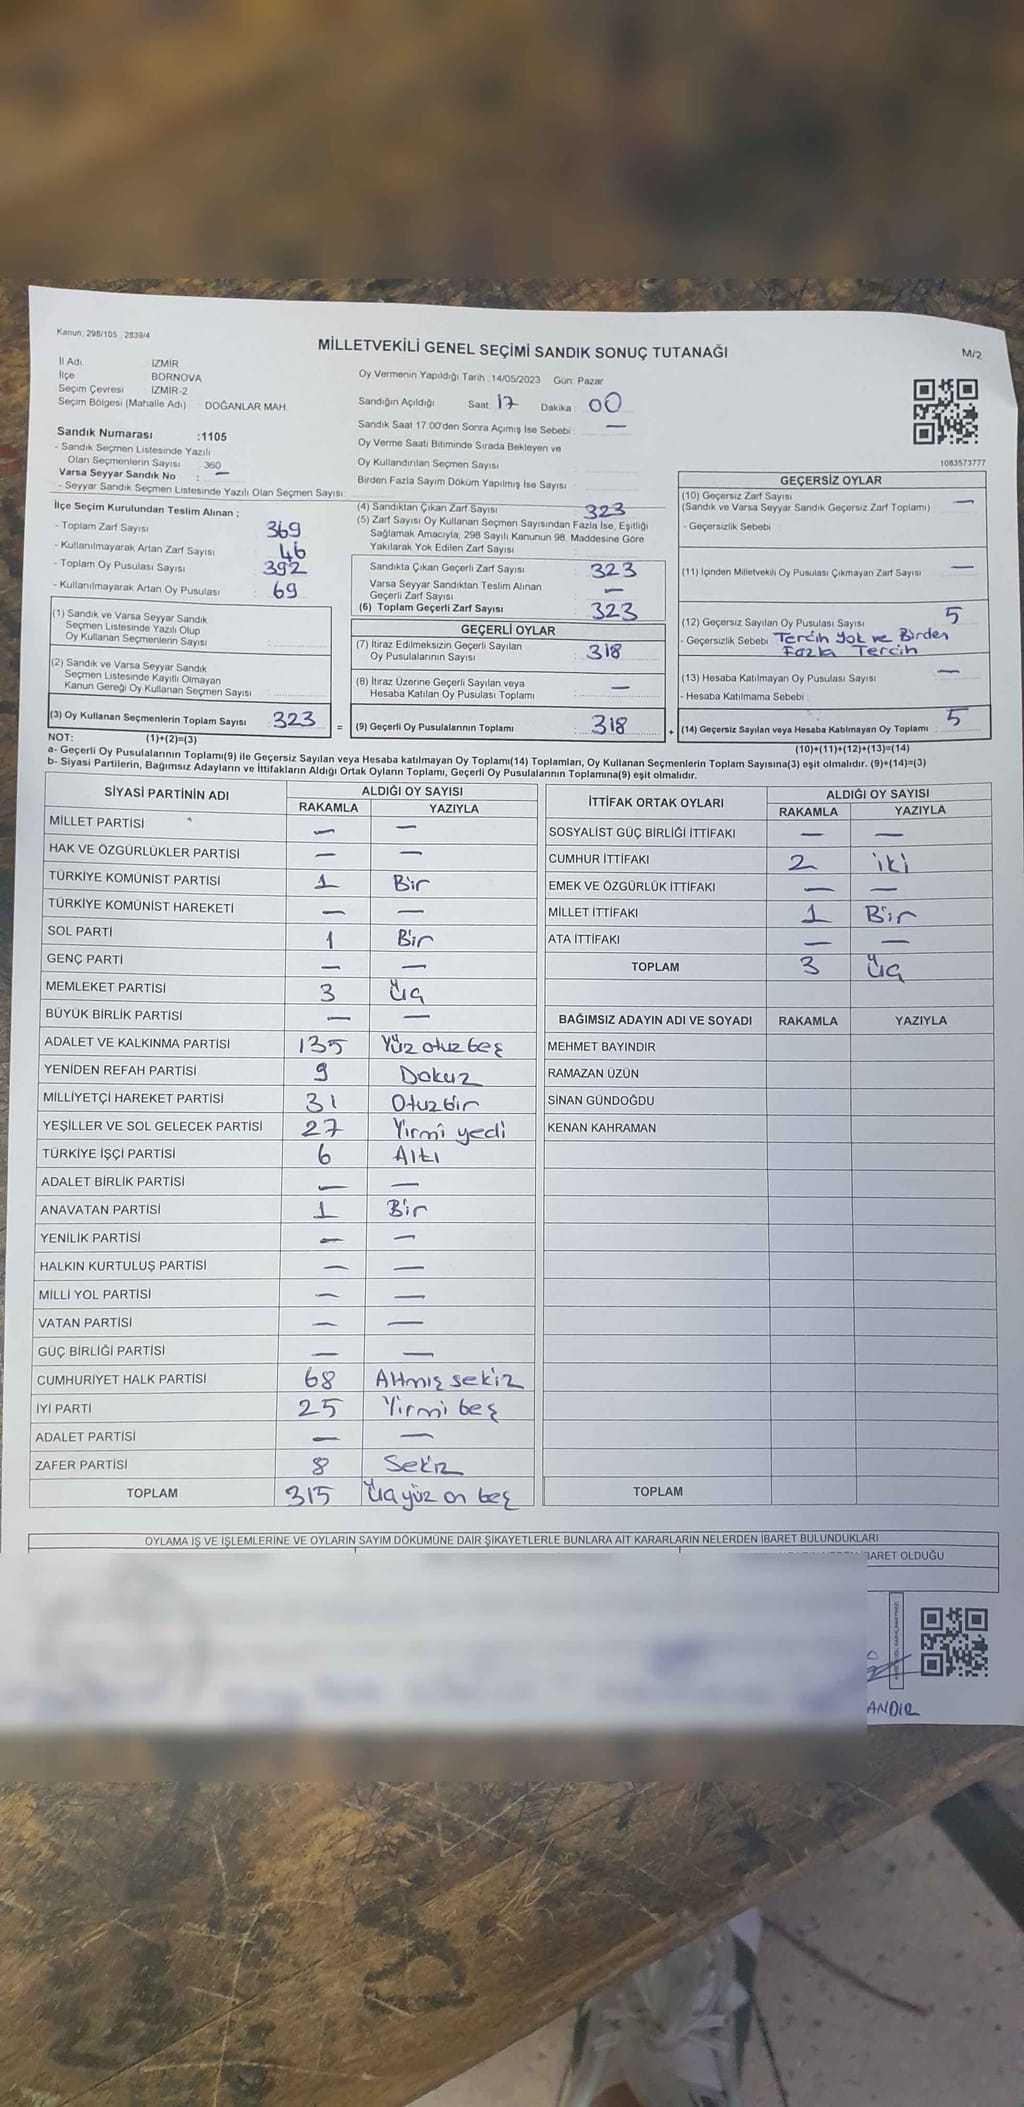 Kanun: 298/105 , 2839/4
MİLLETVEKİLİ GENEL SEÇİMİ SANDIK SONUÇ TUTANAĞI
M/2
İl Adı İZMİR
İlçe BORNOVA
Seçim Çevresi İZMİR-2
Seçim Bölgesi (Mahalle Adı) DOĞANLAR MAH.
Sandık Numarası :1105
- Sandık Seçmen Listesinde Yazılı
Olan Seçmenlerin Sayısı 360
Varsa Seyyar Sandık No : —
- Seyyar Sandık Seçmen Listesinde Yazılı Olan Seçmen Sayısı:
Oy Vermenin Yapıldığı Tarih : 14/05/2023 Gün: Pazar
Sandığın Açıldığı Saat 17 Dakika : 00
Sandık Saat 17:00'den Sonra Açımış İse Sebebi : —
Oy Verme Saati Bitiminde Sırada Bekleyen ve
Oy Kullandırılan Seçmen Sayısı
Birden Fazla Sayım Döküm Yapılmış İse Sayısı
1083573777
İlçe Seçim Kurulundan Teslim Alınan ;
- Toplam Zarf Sayısı 369
- Kullanılmayarak Artan Zarf Sayısı 46
- Toplam Oy Pusulası Sayısı 392
- Kullanılmayarak Artan Oy Pusulası 69
(1) Sandık ve Varsa Seyyar Sandık
Seçmen Listesinde Yazılı Olup
Oy Kullanan Seçmenlerin Sayısı
(2) Sandık ve Varsa Seyyar Sandık
Seçmen Listesinde Kayıtlı Olmayan
Kanun Gereği Oy Kullanan Seçmen Sayısı
(3) Oy Kullanan Seçmenlerin Toplam Sayısı 323 =
NOT: (1)+(2)=(3)
(4) Sandıktan Çıkan Zarf Sayısı 323
(5) Zarf Sayısı Oy Kullanan Seçmen Sayısından Fazla İse, Eşitliği
Sağlamak Amacıyla, 298 Sayılı Kanunun 98. Maddesine Göre
Yakılarak Yok Edilen Zarf Sayısı
Sandıkta Çıkan Geçerli Zarf Sayısı 323
Varsa Seyyar Sandıktan Teslim Alınan
Geçerli Zarf Sayısı —
(6) Toplam Geçerli Zarf Sayısı 323
GEÇERLİ OYLAR
(7) İtiraz Edilmeksizin Geçerli Sayılan
Oy Pusulalarının Sayısı 318
(8) İtiraz Üzerine Geçerli Sayılan veya
Hesaba Katılan Oy Pusulası Toplamı —
(9) Geçerli Oy Pusulalarının Toplamı 318 +
GEÇERSİZ OYLAR
(10) Geçersiz Zarf Sayısı —
(Sandık ve Varsa Seyyar Sandık Geçersiz Zarf Toplamı)
- Geçersizlik Sebebi :
(11) İçinden Milletvekili Oy Pusulası Çıkmayan Zarf Sayısı —
(12) Geçersiz Sayılan Oy Pusulası Sayısı 5
- Geçersizlik Sebebi : Tercih Yok ve Birden
Fazla Tercih
(13) Hesaba Katılmayan Oy Pusulası Sayısı —
- Hesaba Katılmama Sebebi :
(14) Geçersiz Sayılan veya Hesaba Katılmayan Oy Toplamı : 5
(10)+(11)+(12)+(13)=(14)
a- Geçerli Oy Pusulalarının Toplamı(9) ile Geçersiz Sayılan veya Hesaba katılmayan Oy Toplamı(14) Toplamları, Oy Kullanan Seçmenlerin Toplam Sayısına(3) eşit olmalıdır. (9)+(14)=(3)
b- Siyasi Partilerin, Bağımsız Adayların ve İttifakların Aldığı Ortak Oyların Toplamı, Geçerli Oy Pusulalarının Toplamına(9) eşit olmalıdır.
SİYASİ PARTİNİN ADI ALDIĞI OY SAYISI
RAKAMLA YAZIYLA
MİLLET PARTİSİ — —
HAK VE ÖZGÜRLÜKLER PARTİSİ — —
TÜRKİYE KOMÜNİST PARTİSİ 1 Bir
TÜRKİYE KOMÜNİST HAREKETİ — —
SOL PARTİ 1 Bir
GENÇ PARTİ — —
MEMLEKET PARTİSİ 3 Üç
BÜYÜK BİRLİK PARTİSİ — —
ADALET VE KALKINMA PARTİSİ 135 Yüz otuz beş
YENİDEN REFAH PARTİSİ 9 Dokuz
MİLLİYETÇİ HAREKET PARTİSİ 31 Otuz bir
YEŞİLLER VE SOL GELECEK PARTİSİ 27 Yirmi yedi
TÜRKİYE İŞÇİ PARTİSİ 6 Altı
ADALET BİRLİK PARTİSİ — —
ANAVATAN PARTİSİ 1 Bir
YENİLİK PARTİSİ — —
HALKIN KURTULUŞ PARTİSİ — —
MİLLİ YOL PARTİSİ — —
VATAN PARTİSİ — —
GÜÇ BİRLİĞİ PARTİSİ — —
CUMHURİYET HALK PARTİSİ 68 Altmış sekiz
İYİ PARTİ 25 Yirmi beş
ADALET PARTİSİ — —
ZAFER PARTİSİ 8 Sekiz
TOPLAM 315 Üçyüz on beş
İTTİFAK ORTAK OYLARI ALDIĞI OY SAYISI
RAKAMLA YAZIYLA
SOSYALİST GÜÇ BİRLİĞİ İTTİFAKI — —
CUMHUR İTTİFAKI 2 iki
EMEK VE ÖZGÜRLÜK İTTİFAKI — —
MİLLET İTTİFAKI 1 Bir
ATA İTTİFAKI — —
TOPLAM 3 Üç
BAĞIMSIZ ADAYIN ADI VE SOYADI RAKAMLA YAZIYLA
MEHMET BAYINDIR
RAMAZAN ÜZÜN
SİNAN GÜNDOĞDU
KENAN KAHRAMAN
TOPLAM
OYLAMA İŞ VE İŞLEMLERİNE VE OYLARIN SAYIM DÖKÜMÜNE DAİR ŞİKAYETLERLE BUNLARA AİT KARARLARIN NELERDEN İBARET BULUNDUKLARI
İBARET OLDUĞU
ANDIR